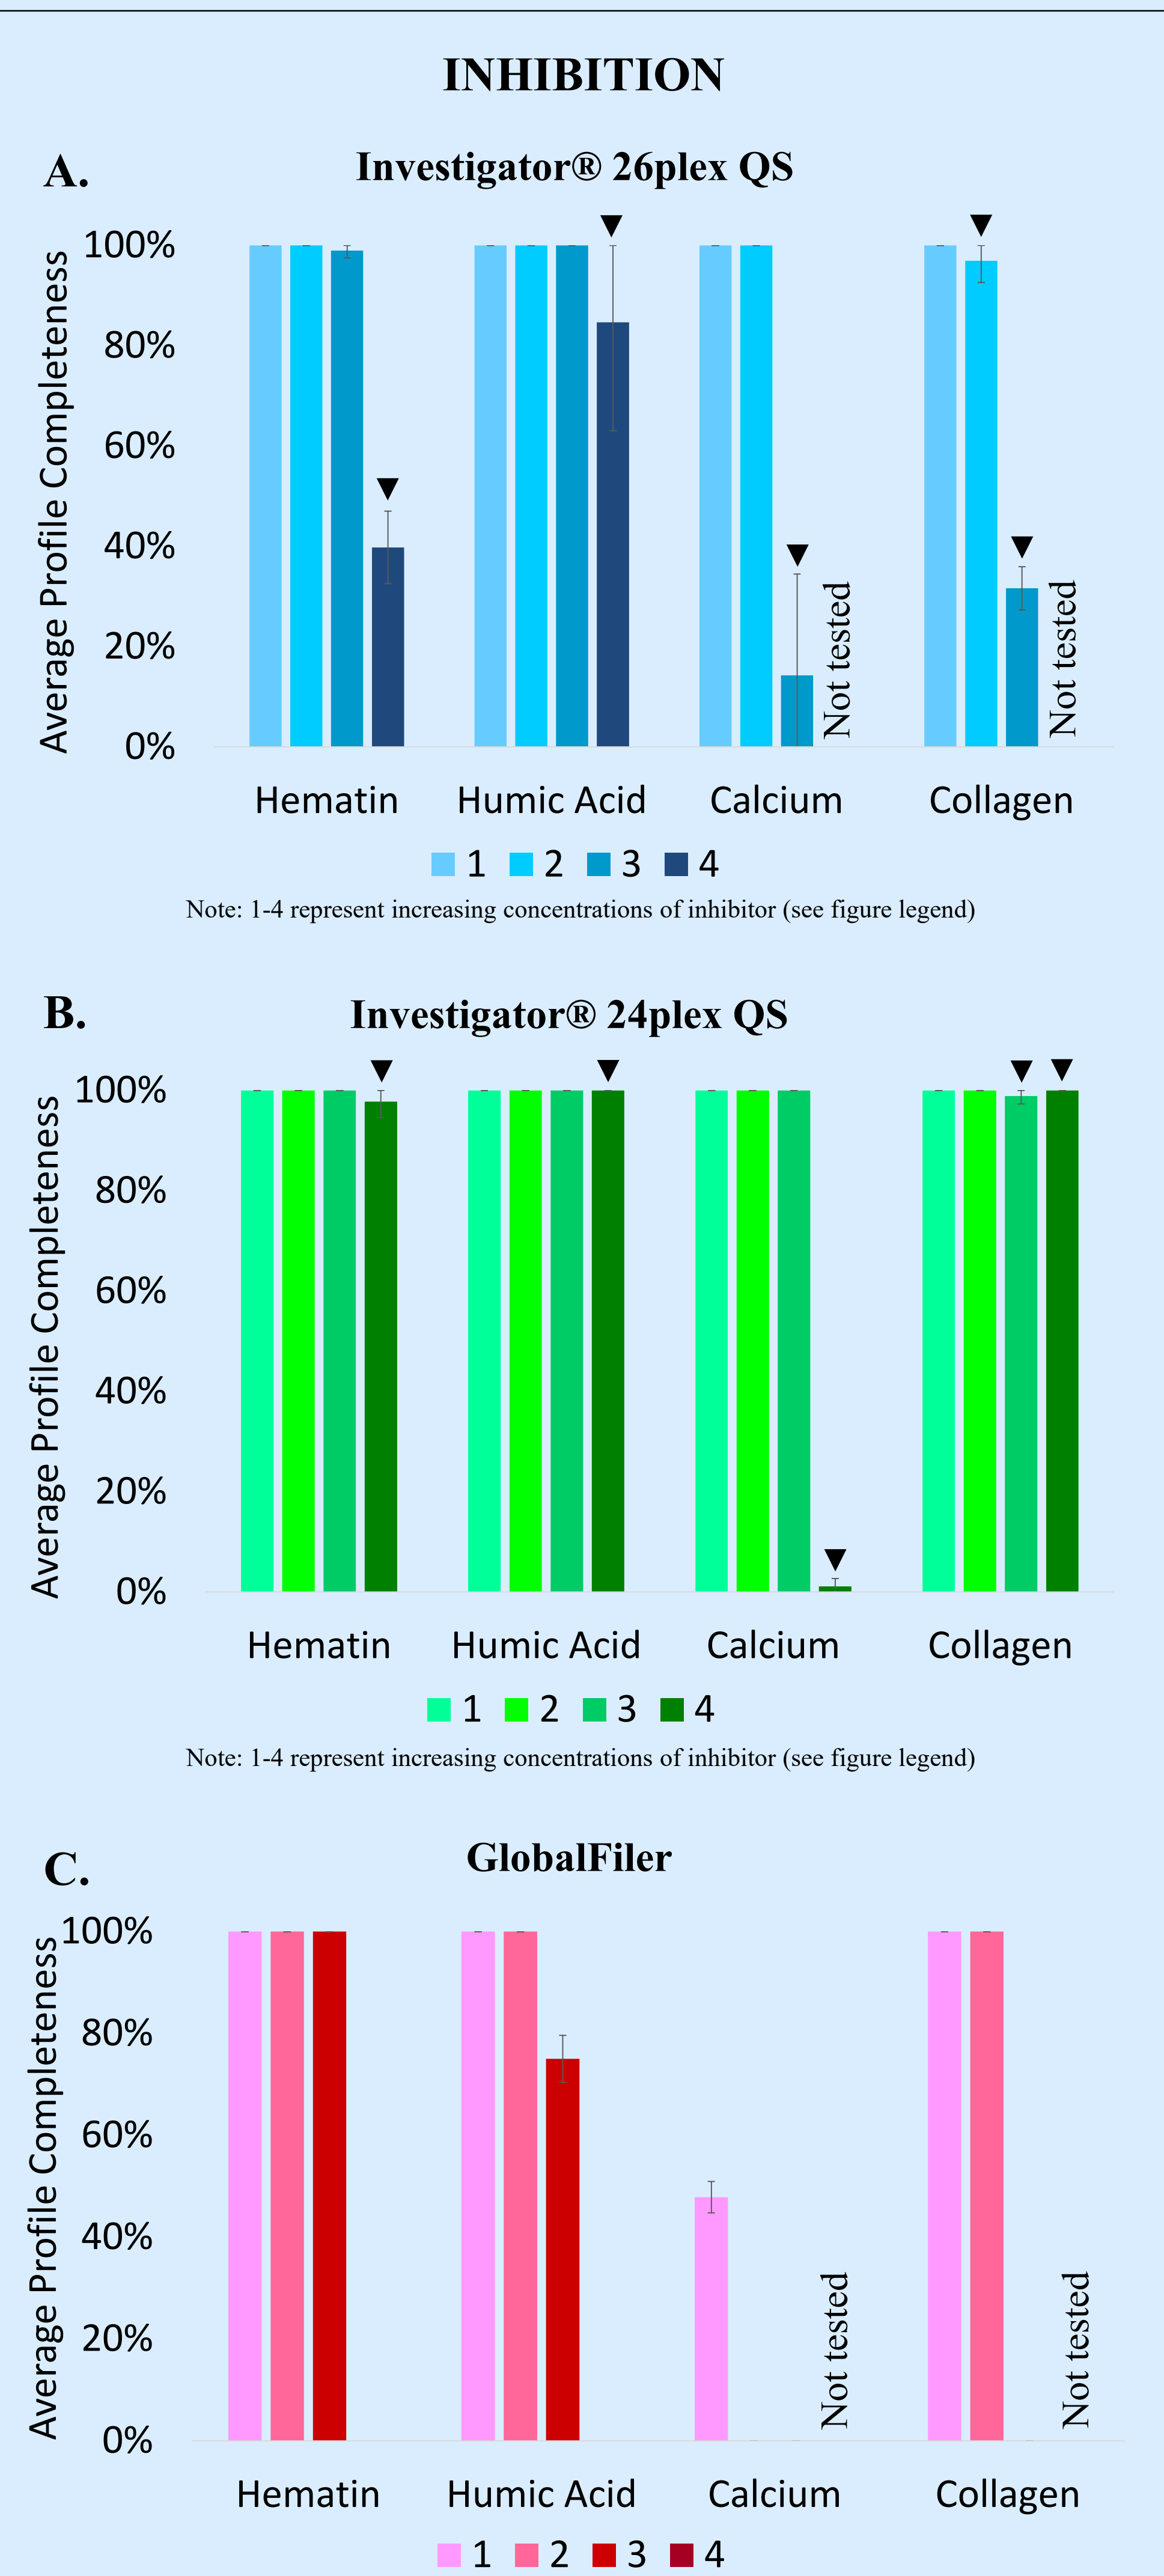 INHIBITION
A.
Investigator® 26plex QS
Average Profile Completeness
100%
80%
60%
40%
20%
0%
Not tested
Not tested
Hematin Humic Acid Calcium Collagen
1 2 3 4
Note: 1-4 represent increasing concentrations of inhibitor (see figure legend)
B.
Investigator® 24plex QS
Average Profile Completeness
100%
80%
60%
40%
20%
0%
Hematin Humic Acid Calcium Collagen
1 2 3 4
Note: 1-4 represent increasing concentrations of inhibitor (see figure legend)
C.
GlobalFiler
Average Profile Completeness
100%
80%
60%
40%
20%
0%
Not tested
Not tested
Hematin Humic Acid Calcium Collagen
1 2 3 4